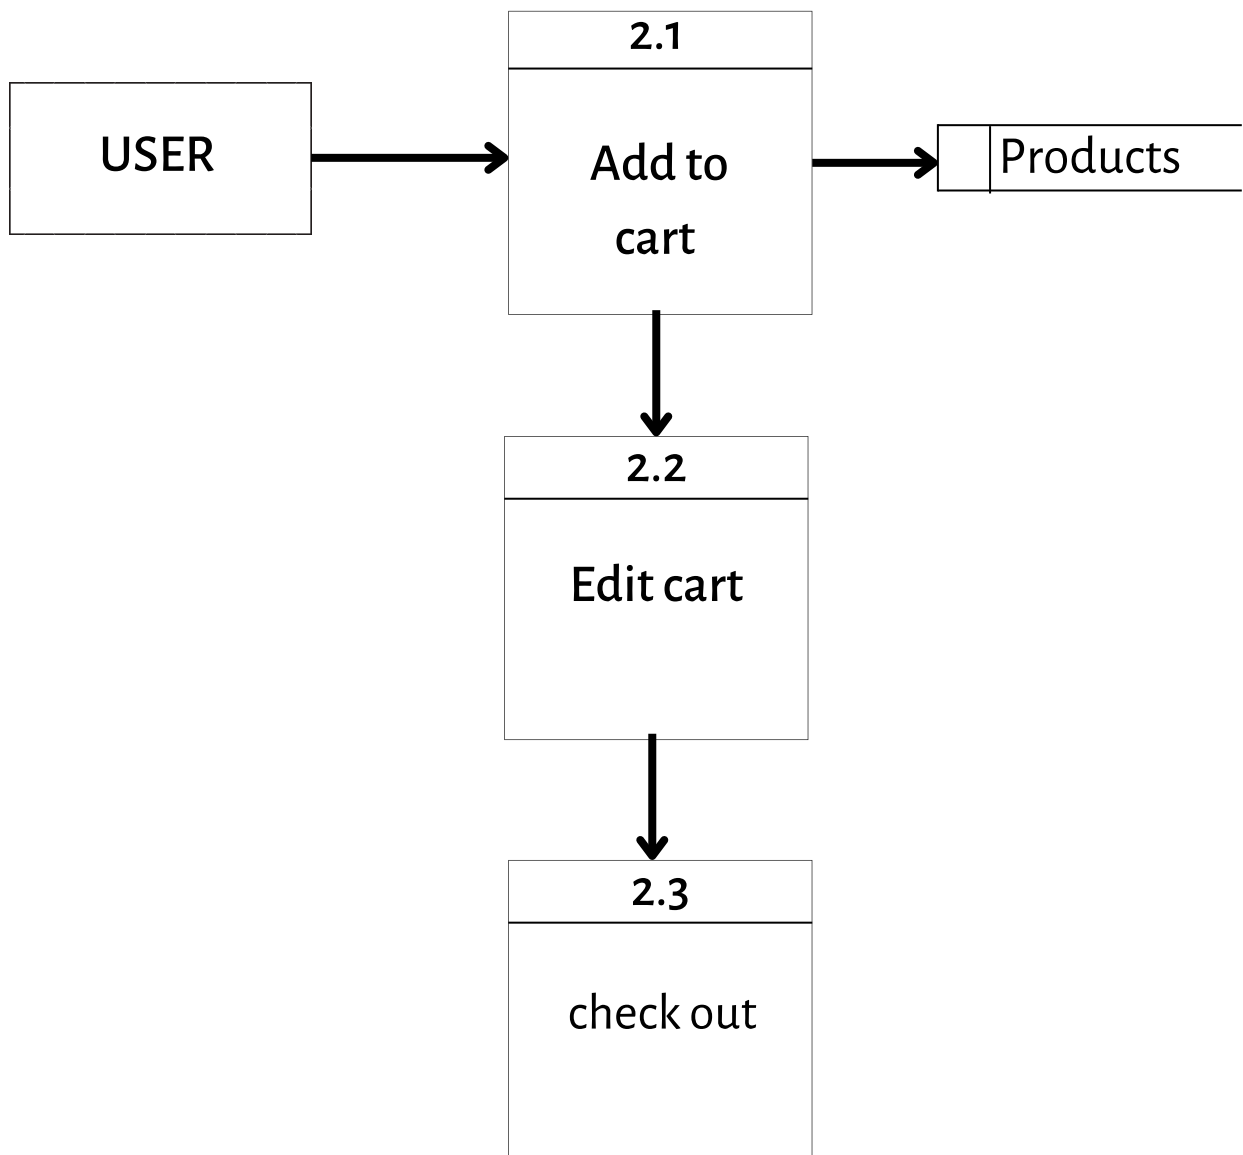 2.1
USER
Add to
cart
Products
2.2
Edit cart
2.3
check out